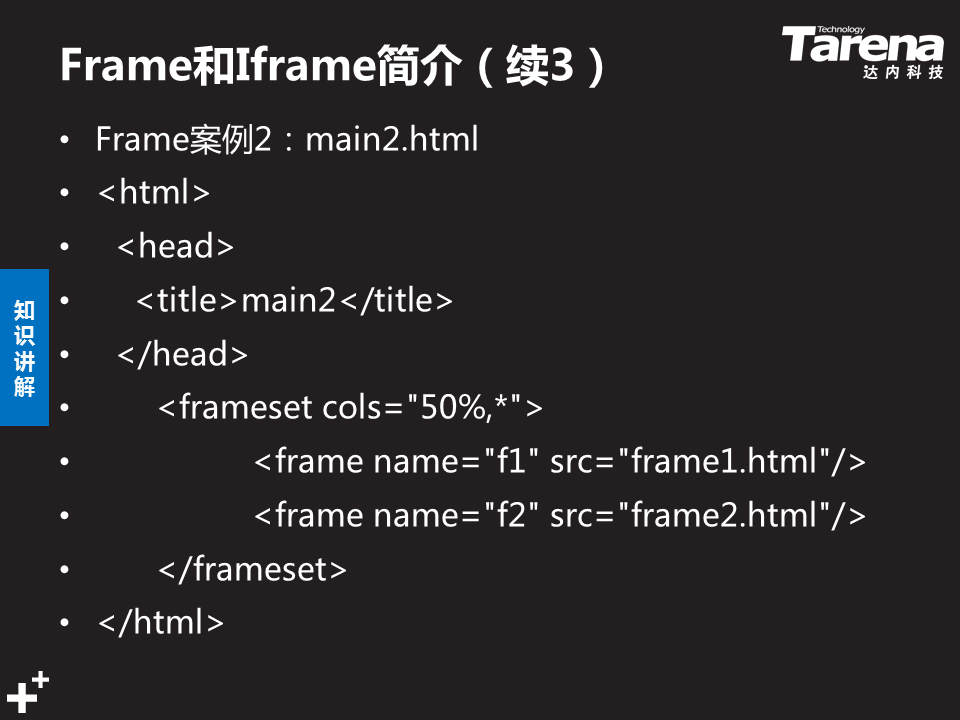 Frame和Iframe简介（续3）
Technology
Tarena
达内科技
• Frame案例2：main2.html
• <html>
• <head>
• <title>main2</title>
• </head>
• <frameset cols="50%,*">
• <frame name="f1" src="frame1.html"/>
• <frame name="f2" src="frame2.html"/>
• </frameset>
• </html>
知
识
讲
解